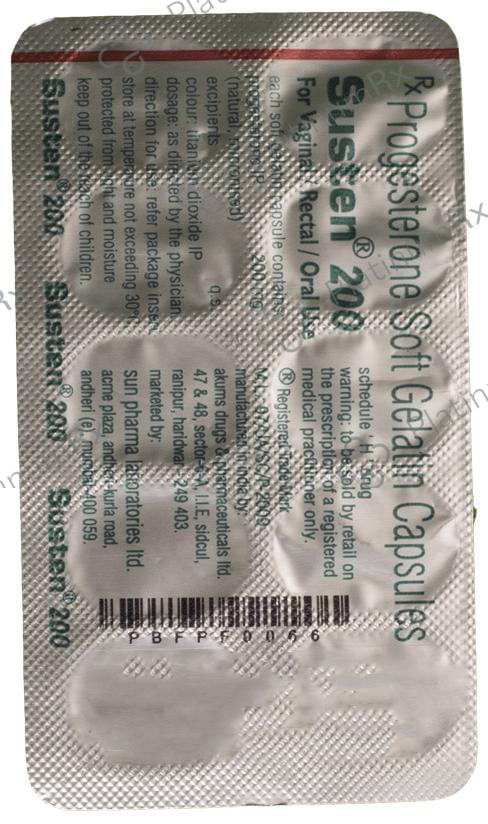 Rx Progesterone Soft Gelatin Capsules
Susten® 200
For Vaginal / Rectal / Oral Use
each soft gelatin capsule contains:
Progesterone IP 200 mg
(natural, micronised)
excipients q.s.
colour: titanium dioxide IP
dosage: as directed by the physician
direction for use: refer package insert
store at temperature not exceeding 30°C
protected from light and moisture
keep out of the reach of children.
Susten® 200 Susten® 200 Susten® 200
schedule 'H' drug
warning: to be sold by retail on
the prescription of a registered
medical practitioner only.
® Registered Trade Mark
manufactured in india by:
akums drugs & pharmaceuticals ltd.
47 & 48, sector-6-A, I.I.E, sidcul,
ranipur, haridwar - 249 403.
marketed by:
sun pharma laboratories ltd.
acme plaza, andheri-kurla road,
andheri (e), mumbai-400 059.
PBFPF0066